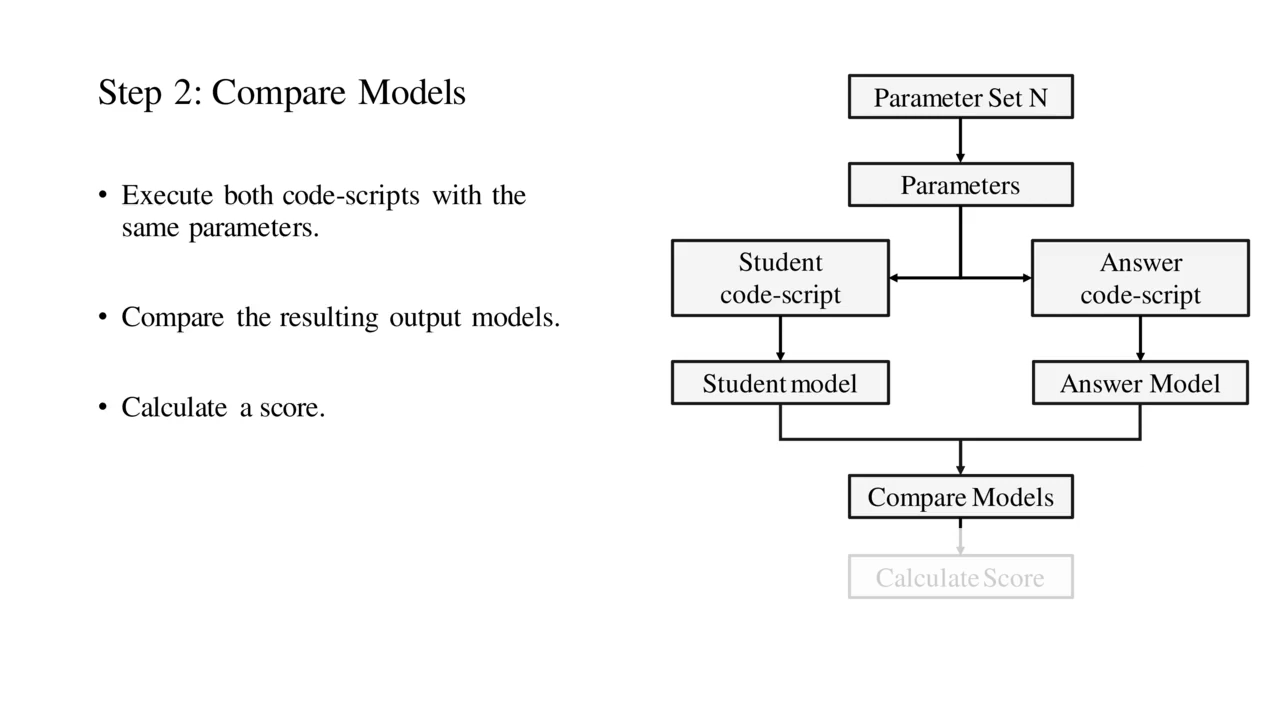 Step 2: Compare Models
• Execute both code-scripts with the
same parameters.
• Compare the resulting output models.
• Calculate a score.
Parameter Set N
Parameters
Student
code-script
Answer
code-script
Student model
Answer Model
Compare Models
Calculate Score